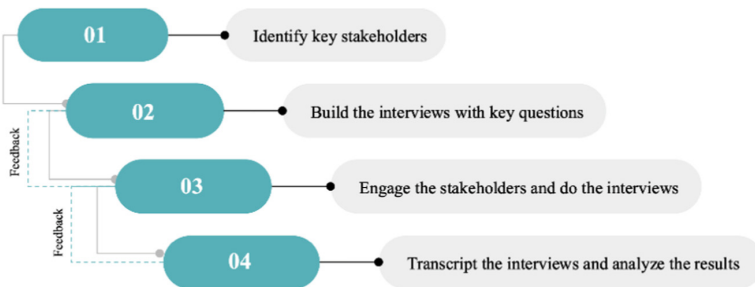 01
Identify key stakeholders
02
Build the interviews with key questions
Feedback
03
Engage the stakeholders and do the interviews
Feedback
04
Transcript the interviews and analyze the results